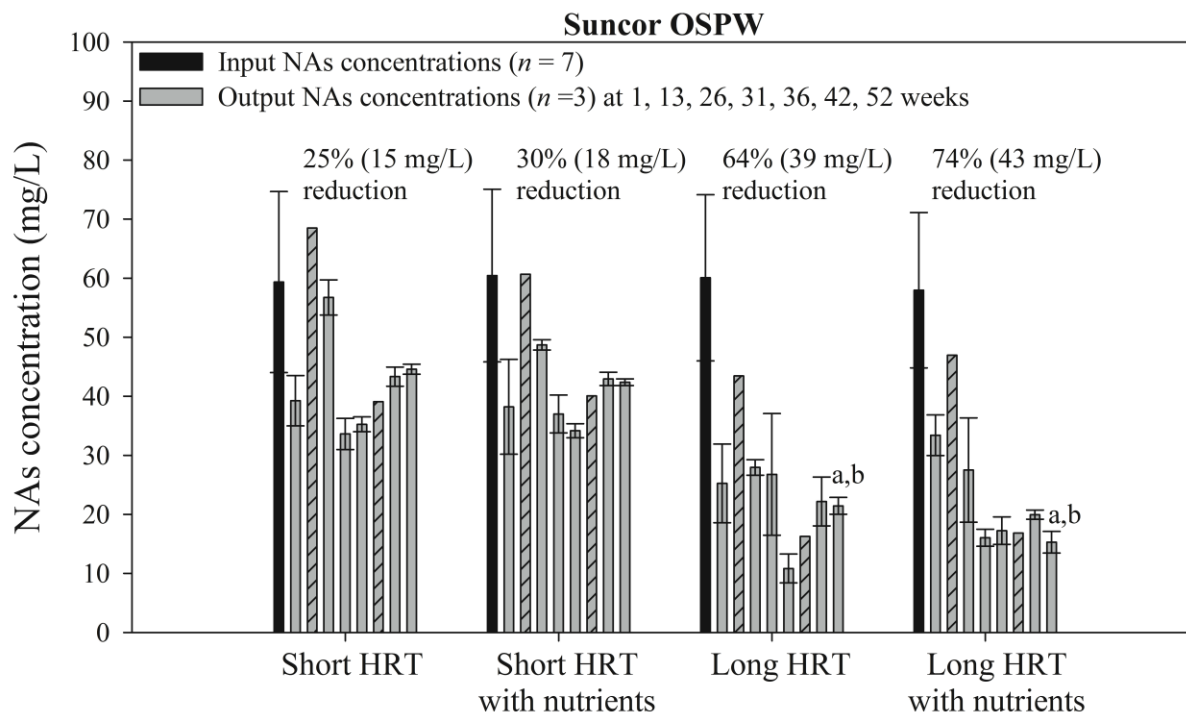 Suncor OSPW
Input NAs concentrations (n = 7)
Output NAs concentrations (n =3) at 1, 13, 26, 31, 36, 42, 52 weeks
NAs concentration (mg/L)
100
90
80
70
60
50
40
30
20
10
0
25% (15 mg/L)
reduction
30% (18 mg/L)
reduction
64% (39 mg/L)
reduction
74% (43 mg/L)
reduction
a,b
a,b
Short HRT
Short HRT
with nutrients
Long HRT
Long HRT
with nutrients